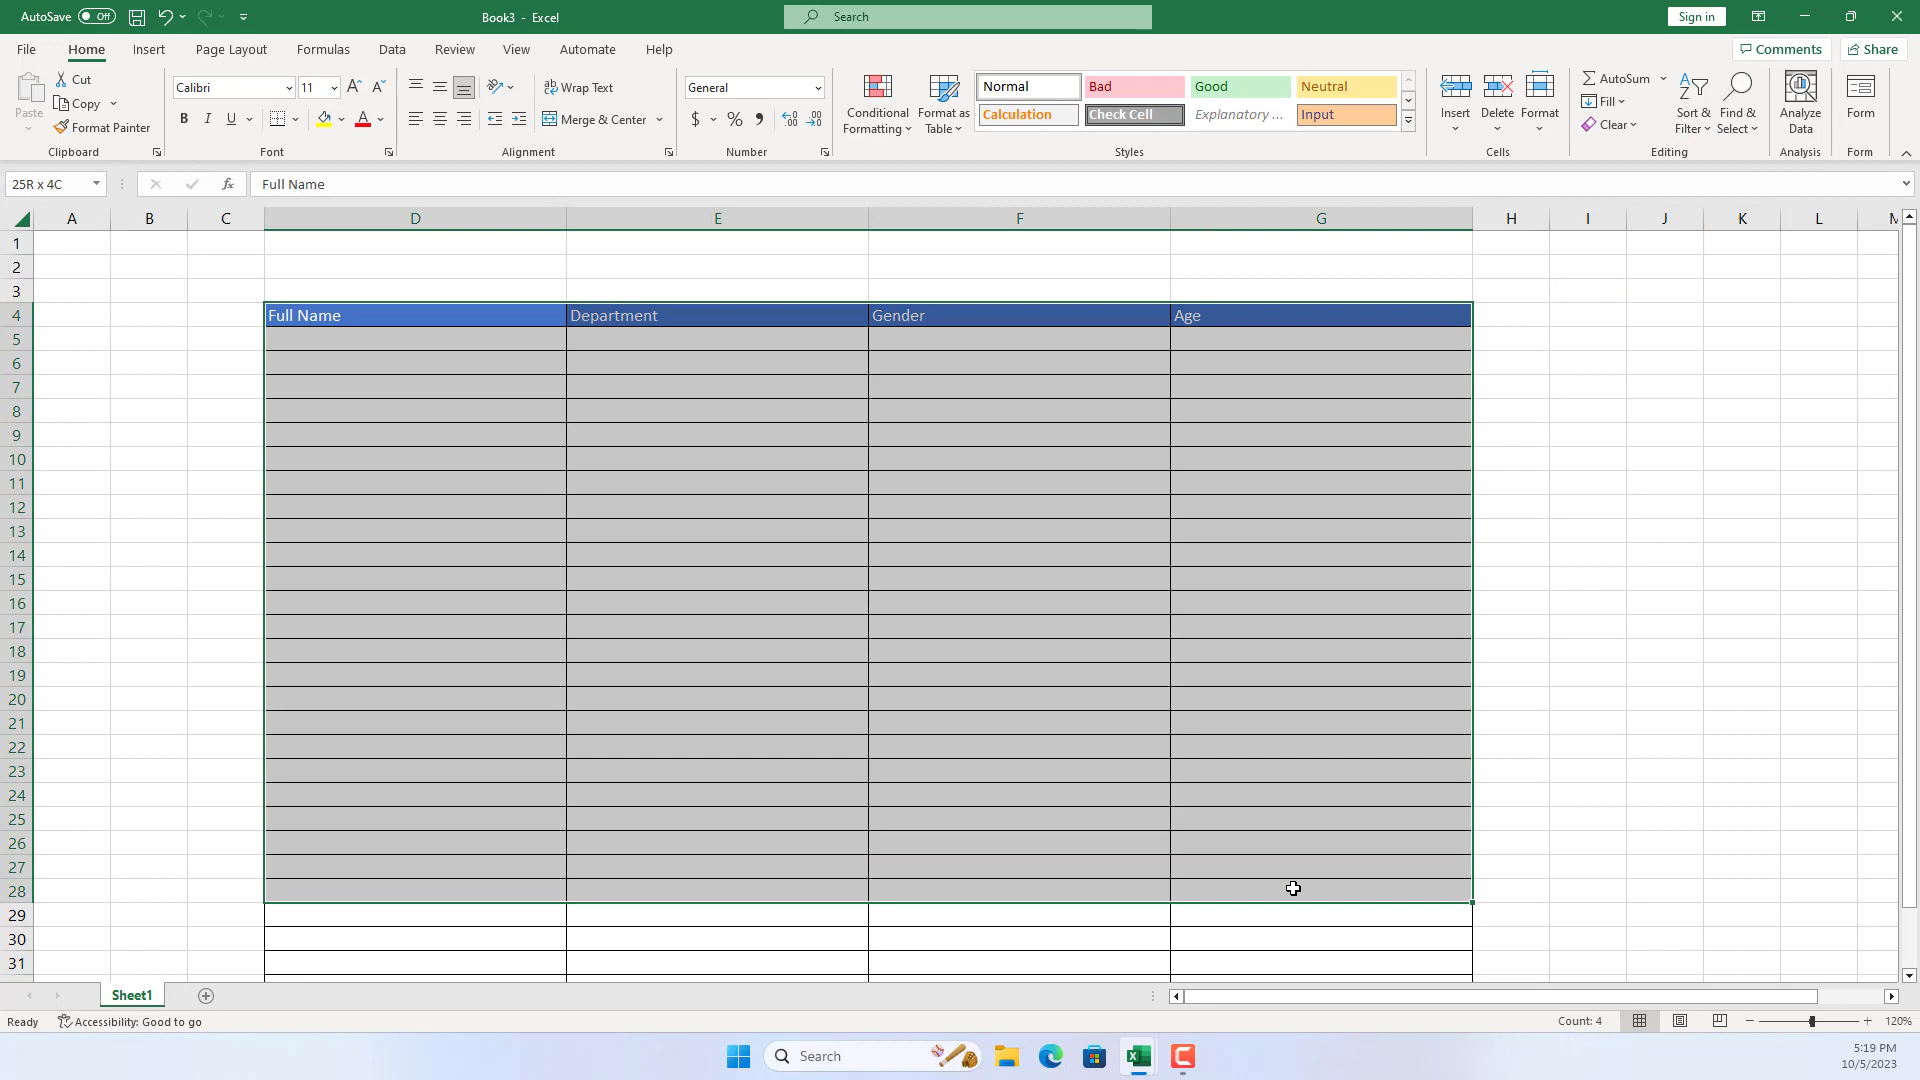 AutoSave Off Book3 - Excel Search Sign in
File Home Insert Page Layout Formulas Data Review View Automate Help Comments Share
Paste Cut Copy Format Painter Clipboard
Calibri 11 B I U A A A Font
Wrap Text Merge & Center Alignment
General $ % Number
Conditional Formatting Format as Table
Normal Bad Good Neutral
Calculation Check Cell Explanatory ... Input
Styles
Insert Delete Format Cells
AutoSum Fill Clear Sort & Filter Find & Select Editing
Analyze Data Analysis
Form Form
25R x 4C fx Full Name
A B C D E F G H I J K L
1
2
3
4 Full Name Department Gender Age
5
6
7
8
9
10
11
12
13
14
15
16
17
18
19
20
21
22
23
24
25
26
27
28
29
30
31
Sheet1
Ready Accessibility: Good to go Count: 4 120%
Search
5:19 PM
10/5/2023